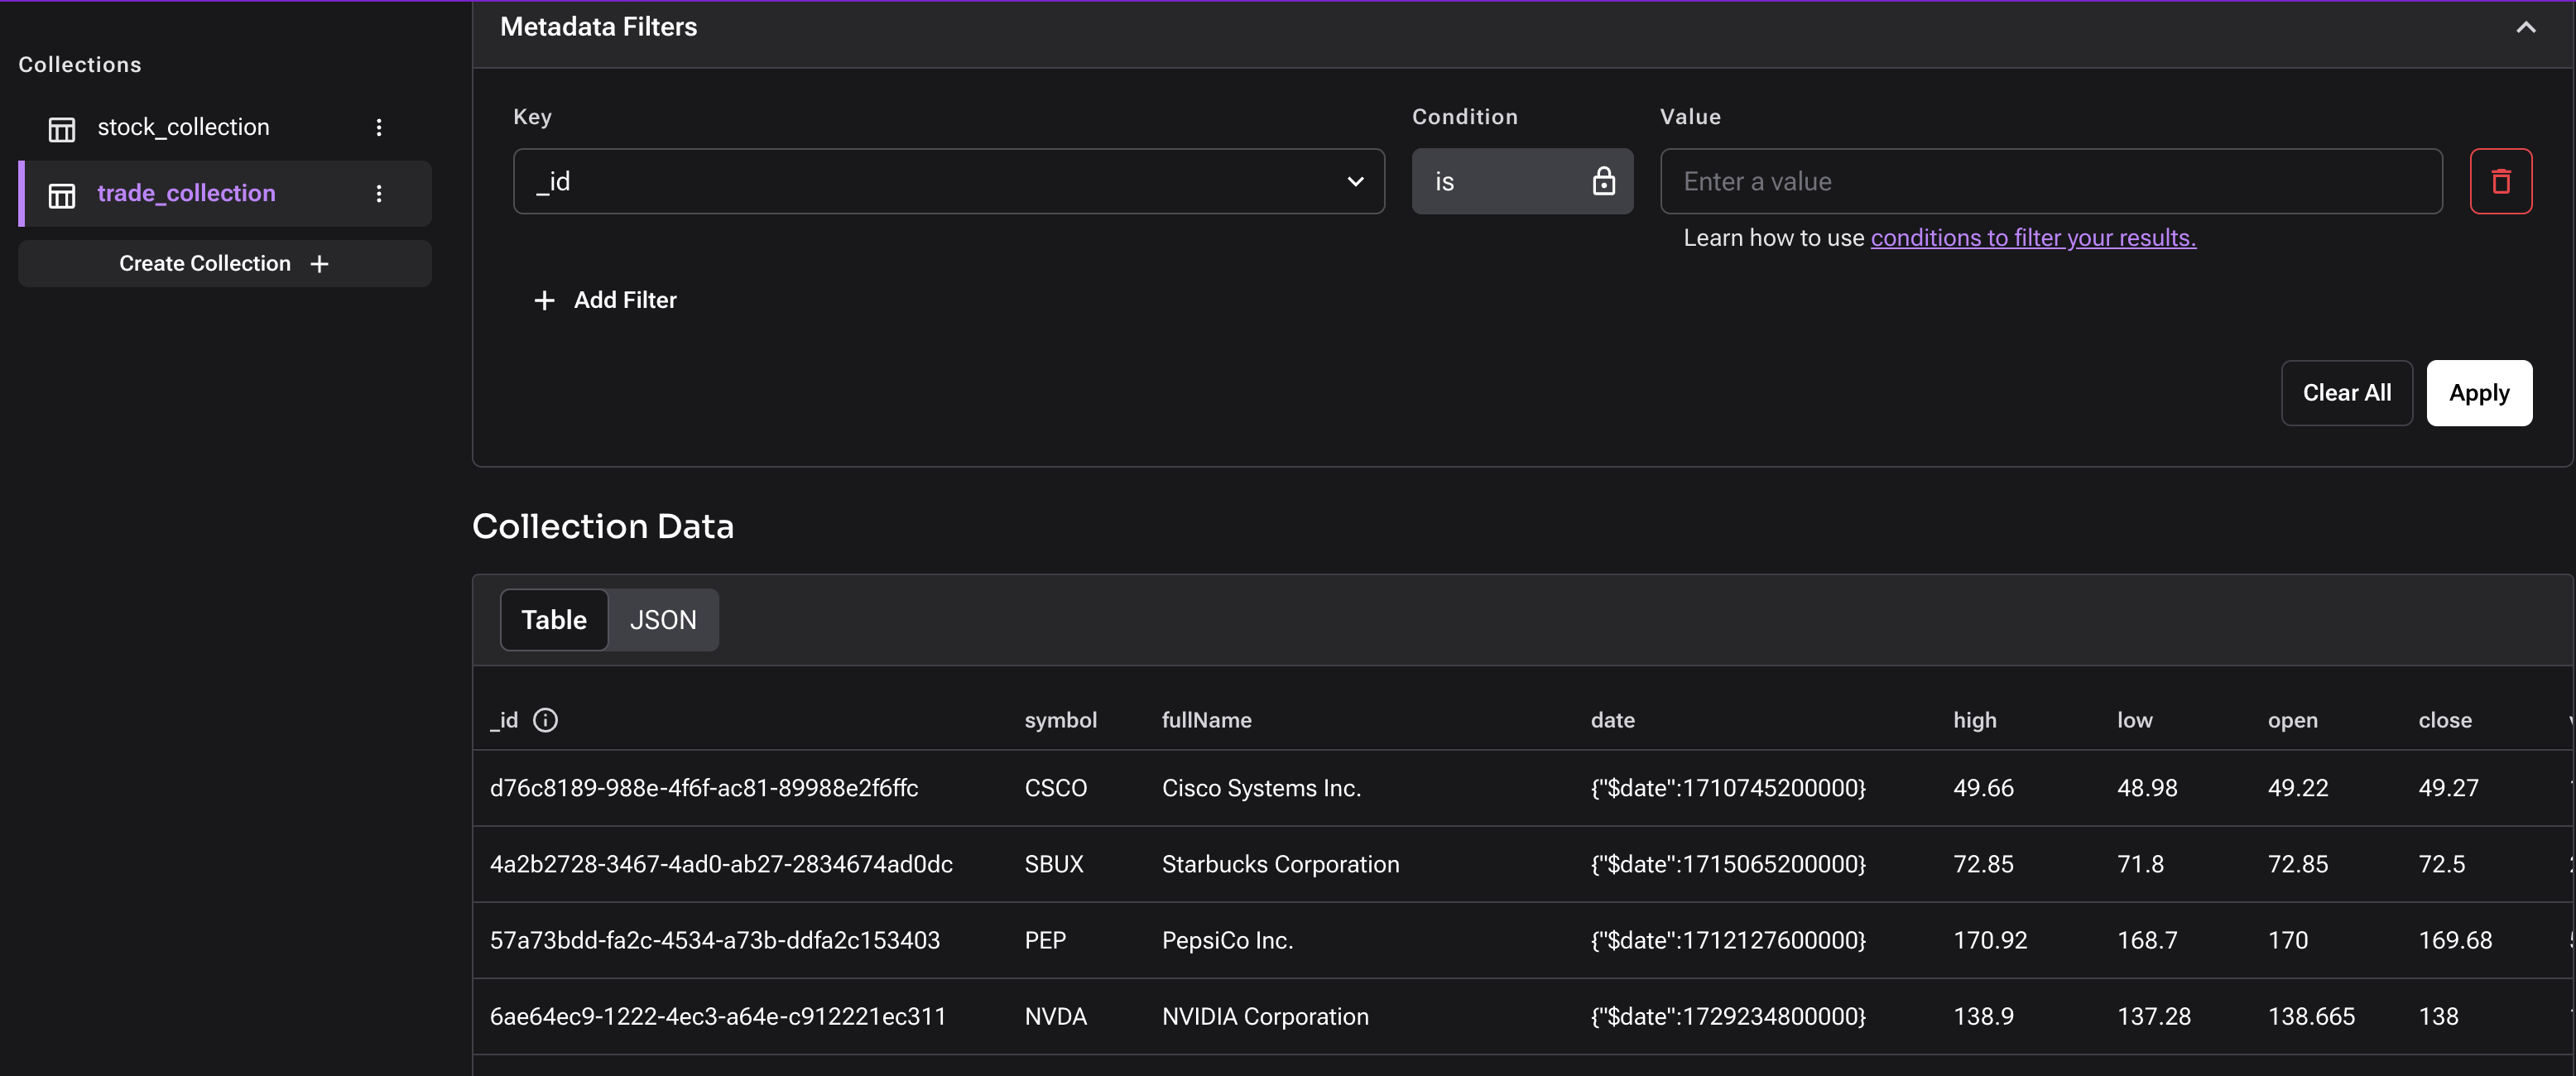 Collections
stock_collection
trade_collection
Create Collection +
Metadata Filters
Key
Condition
Value
_id
is
Enter a value
Learn how to use conditions to filter your results.
+ Add Filter
Clear All
Apply
Collection Data
Table JSON
_id symbol fullName date high low open close
d76c8189-988e-4f6f-ac81-89988e2f6ffc CSCO Cisco Systems Inc. {"$date":1710745200000} 49.66 48.98 49.22 49.27
4a2b2728-3467-4ad0-ab27-2834674ad0dc SBUX Starbucks Corporation {"$date":1715065200000} 72.85 71.8 72.85 72.5
57a73bdd-fa2c-4534-a73b-ddfa2c153403 PEP PepsiCo Inc. {"$date":1712127600000} 170.92 168.7 170 169.68
6ae64ec9-1222-4ec3-a64e-c912221ec311 NVDA NVIDIA Corporation {"$date":1729234800000} 138.9 137.28 138.665 138